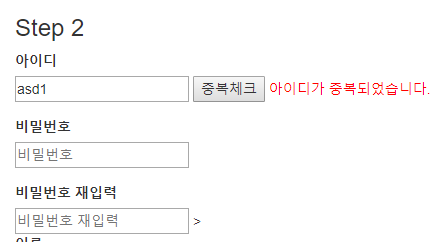 Step 2
아이디
asd1 중복체크 아이디가 중복되었습니다.
비밀번호
비밀번호
비밀번호 재입력
비밀번호 재입력 >